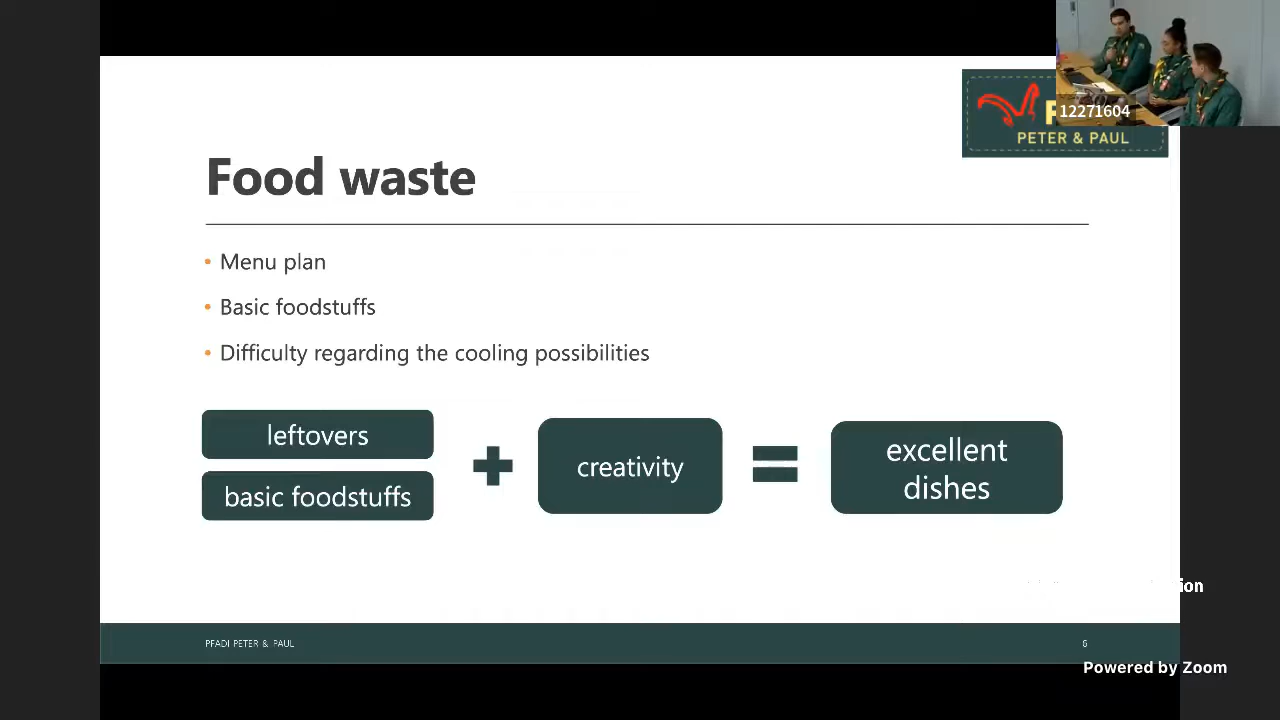 12271604
PETER & PAUL
Food waste
• Menu plan
• Basic foodstuffs
• Difficulty regarding the cooling possibilities
leftovers
basic foodstuffs
creativity
excellent
dishes
PFADI PETER & PAUL
6
Powered by Zoom